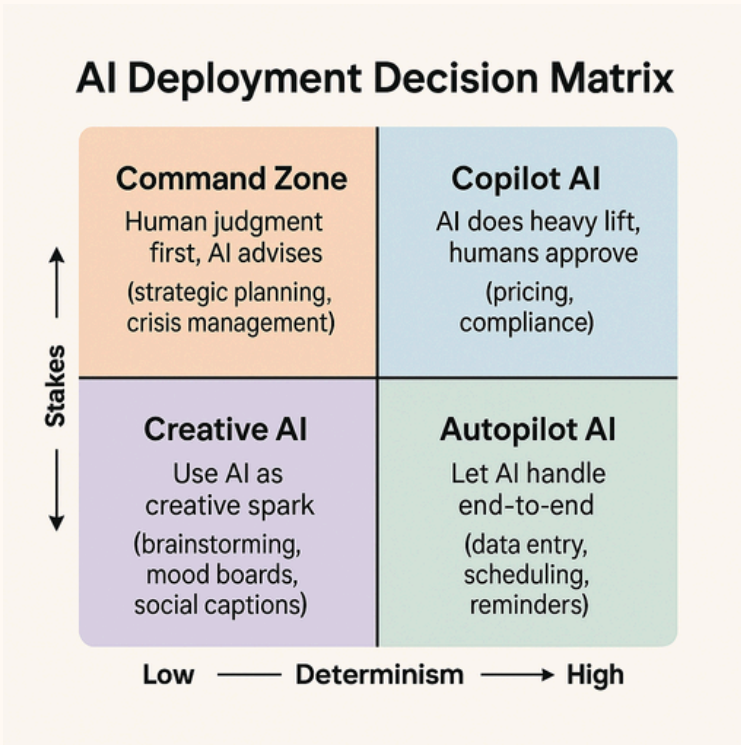 AI Deployment Decision Matrix
Command Zone
Human judgment
first, AI advises
(strategic planning,
crisis management)
Copilot AI
AI does heavy lift,
humans approve
(pricing,
compliance)
Stakes
Creative AI
Use AI as
creative spark
(brainstorming,
mood boards,
social captions)
Autopilot AI
Let AI handle
end-to-end
(data entry,
scheduling,
reminders)
Low Determinism High